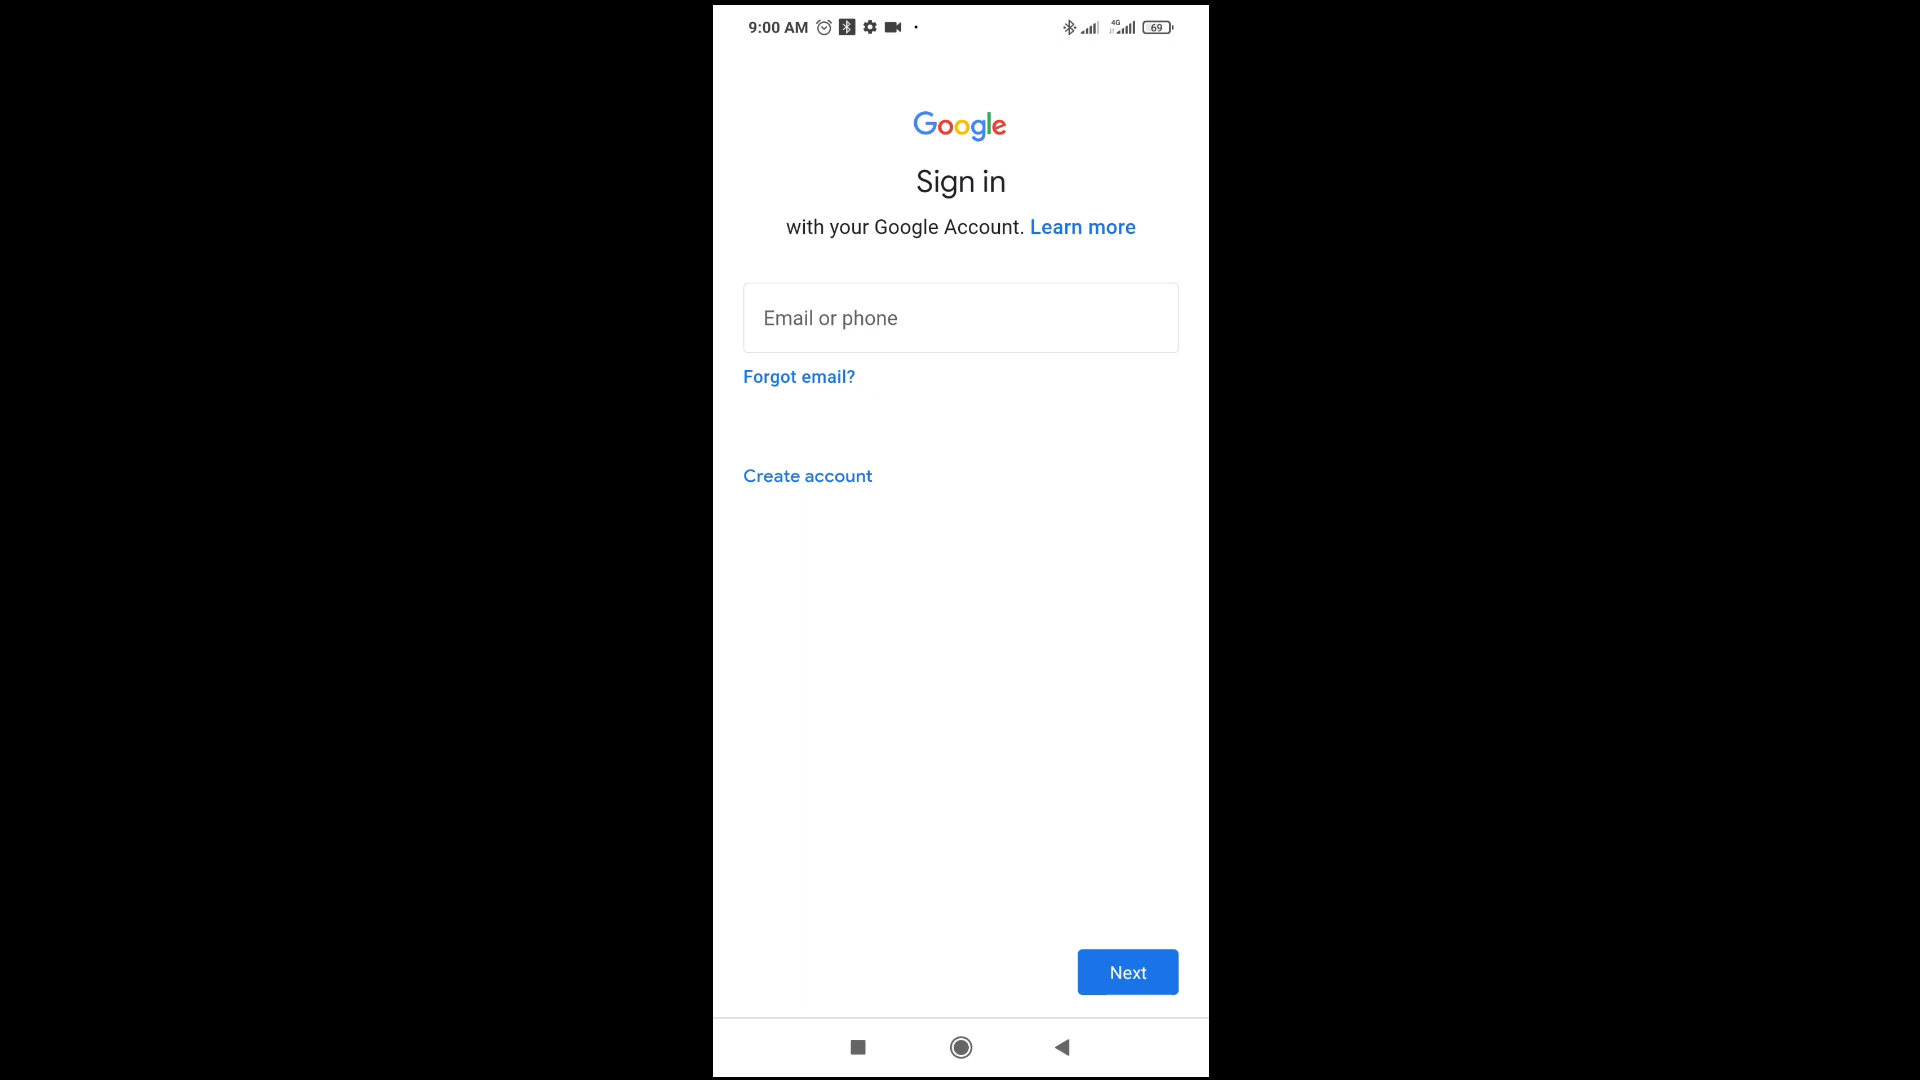 9:00 AM
4G
69
Google
Sign in
with your Google Account. Learn more
Email or phone
Forgot email?
Create account
Next